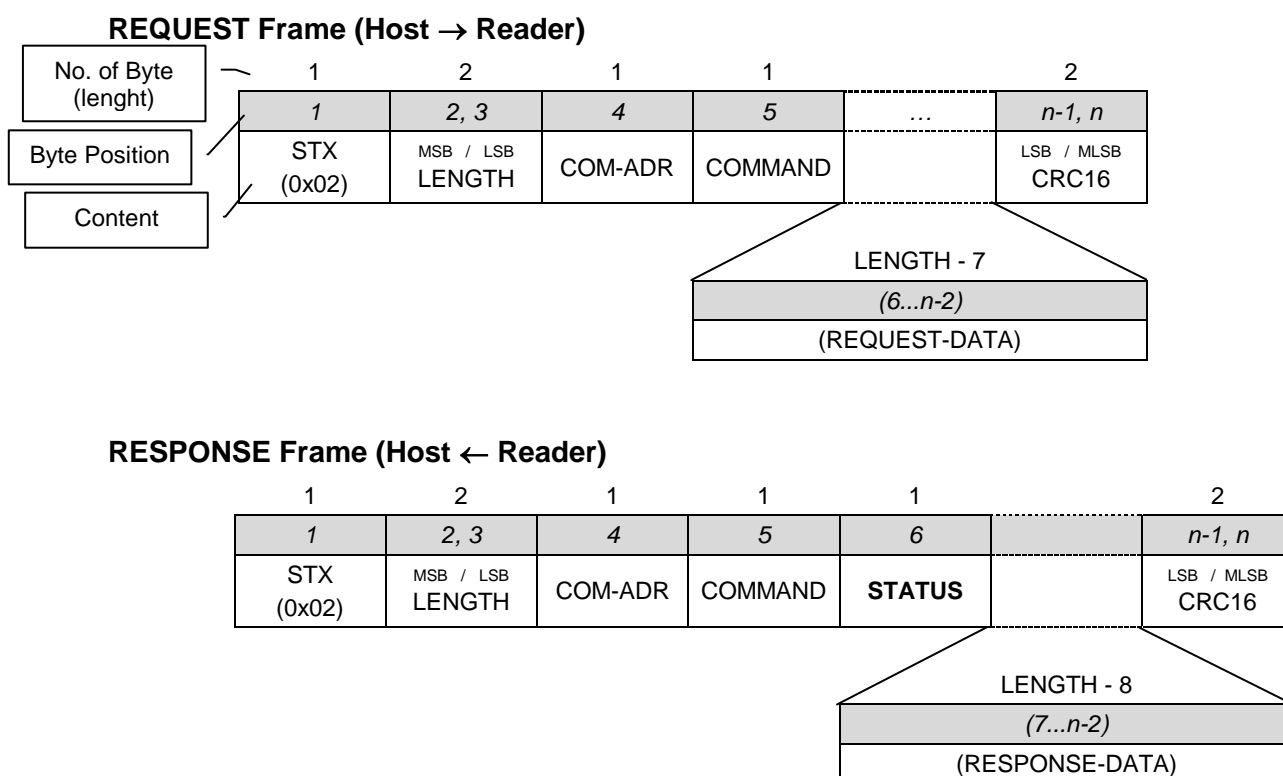 REQUEST Frame (Host → Reader)
No. of Byte
(lenght)
1 2 1 1 2
Byte Position
1 2, 3 4 5 … n-1, n
Content
STX
(0x02)
MSB / LSB
LENGTH
COM-ADR
COMMAND
LSB / MLSB
CRC16
LENGTH - 7
(6...n-2)
(REQUEST-DATA)
RESPONSE Frame (Host ← Reader)
1 2 1 1 1 2
1 2, 3 4 5 6 n-1, n
STX
(0x02)
MSB / LSB
LENGTH
COM-ADR
COMMAND
STATUS
LSB / MLSB
CRC16
LENGTH - 8
(7...n-2)
(RESPONSE-DATA)